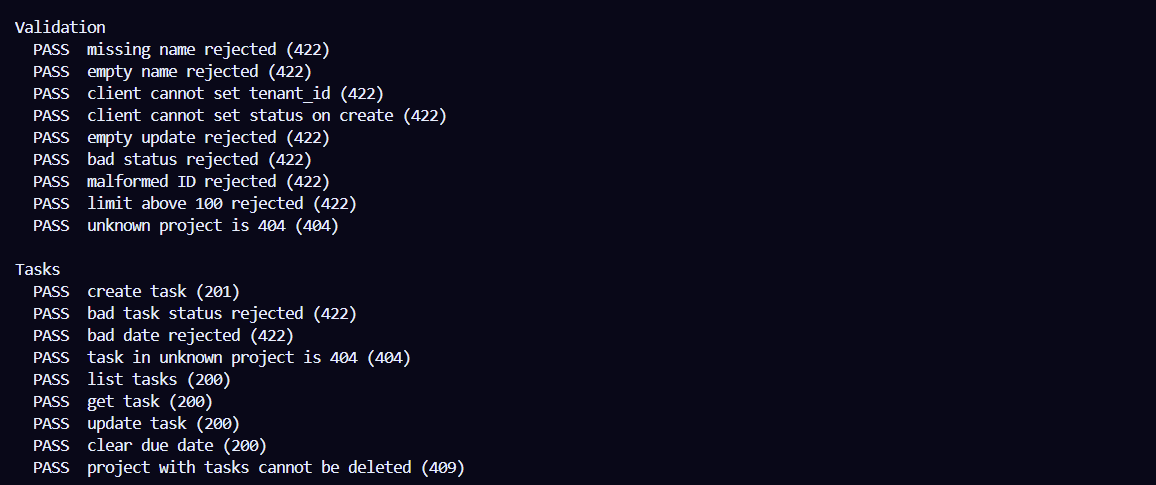 Validation
PASS missing name rejected (422)
PASS empty name rejected (422)
PASS client cannot set tenant_id (422)
PASS client cannot set status on create (422)
PASS empty update rejected (422)
PASS bad status rejected (422)
PASS malformed ID rejected (422)
PASS limit above 100 rejected (422)
PASS unknown project is 404 (404)
Tasks
PASS create task (201)
PASS bad task status rejected (422)
PASS bad date rejected (422)
PASS task in unknown project is 404 (404)
PASS list tasks (200)
PASS get task (200)
PASS update task (200)
PASS clear due date (200)
PASS project with tasks cannot be deleted (409)